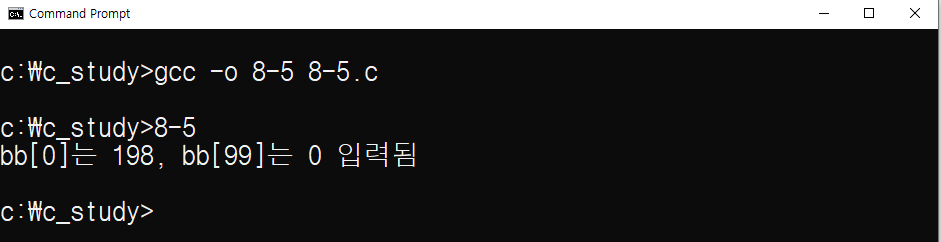 Command Prompt
c:₩c_study>gcc -o 8-5 8-5.c
c:₩c_study>8-5
bb[0]는 198, bb[99]는 0 입력됨
c:₩c_study>